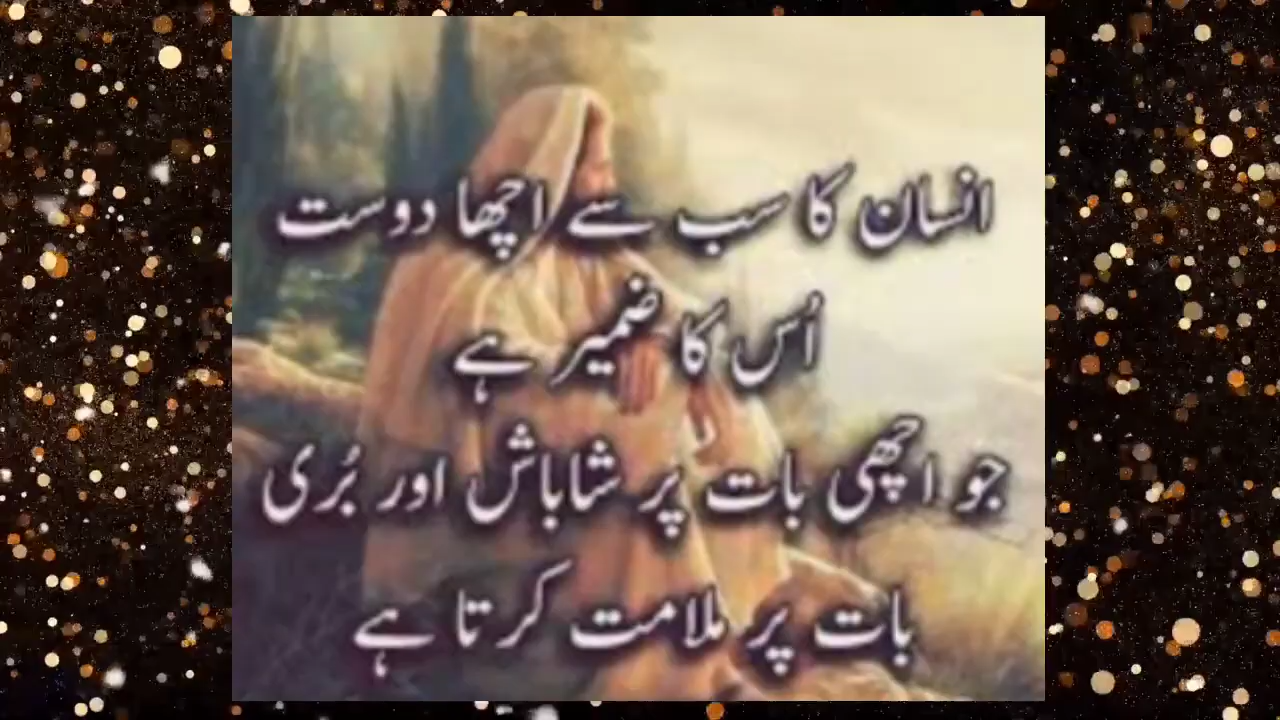 انسان کا سب سے اچھا دوست
اُس کا ضمیر ہے
جو اچھی بات پر شاباش اور بُری
بات پر ملامت کرتا ہے